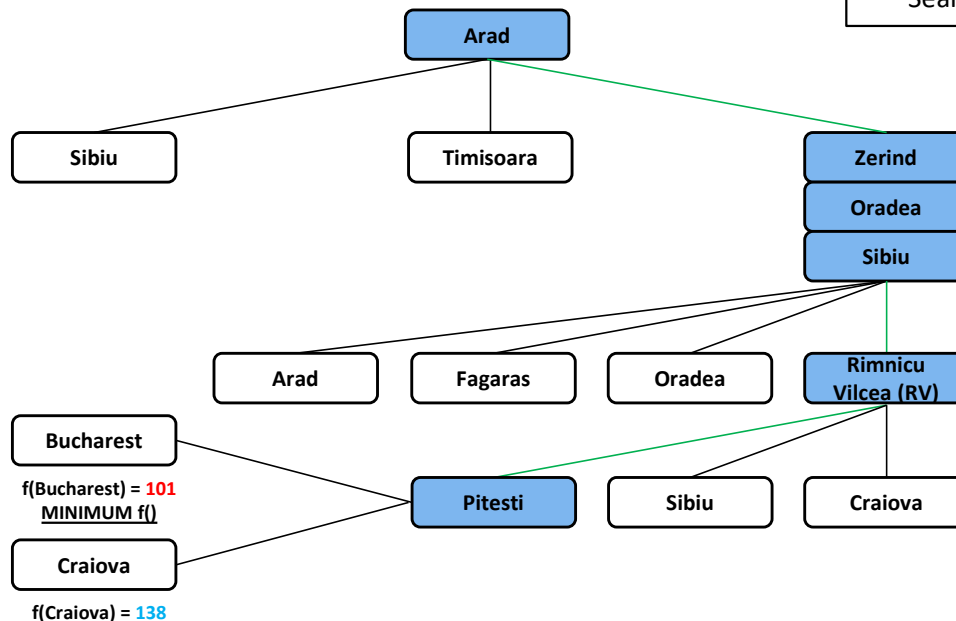 Arad
Sibiu
Timisoara
Zerind
Oradea
Sibiu
Arad
Fagaras
Oradea
Rimnicu
Vilcea (RV)
Bucharest
f(Bucharest) = 101
MINIMUM f()
Pitesti
Sibiu
Craiova
Craiova
f(Craiova) = 138